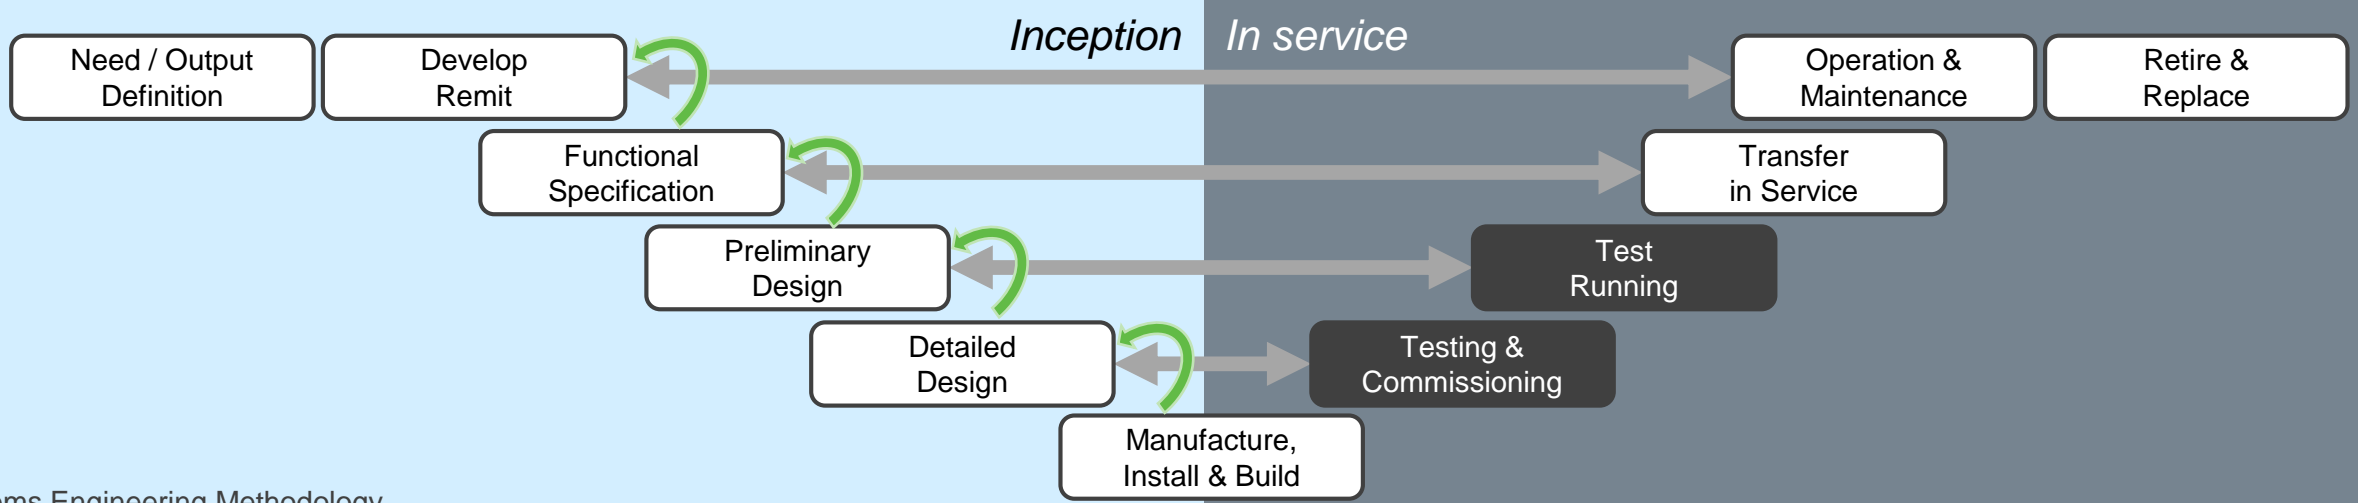 Inception
In service
Need / Output
Definition
Develop
Remit
Operation &
Maintenance
Retire &
Replace
Functional
Specification
Transfer
in Service
Preliminary
Design
Test
Running
Detailed
Design
Testing &
Commissioning
Manufacture,
Install & Build
Engineering Methodology